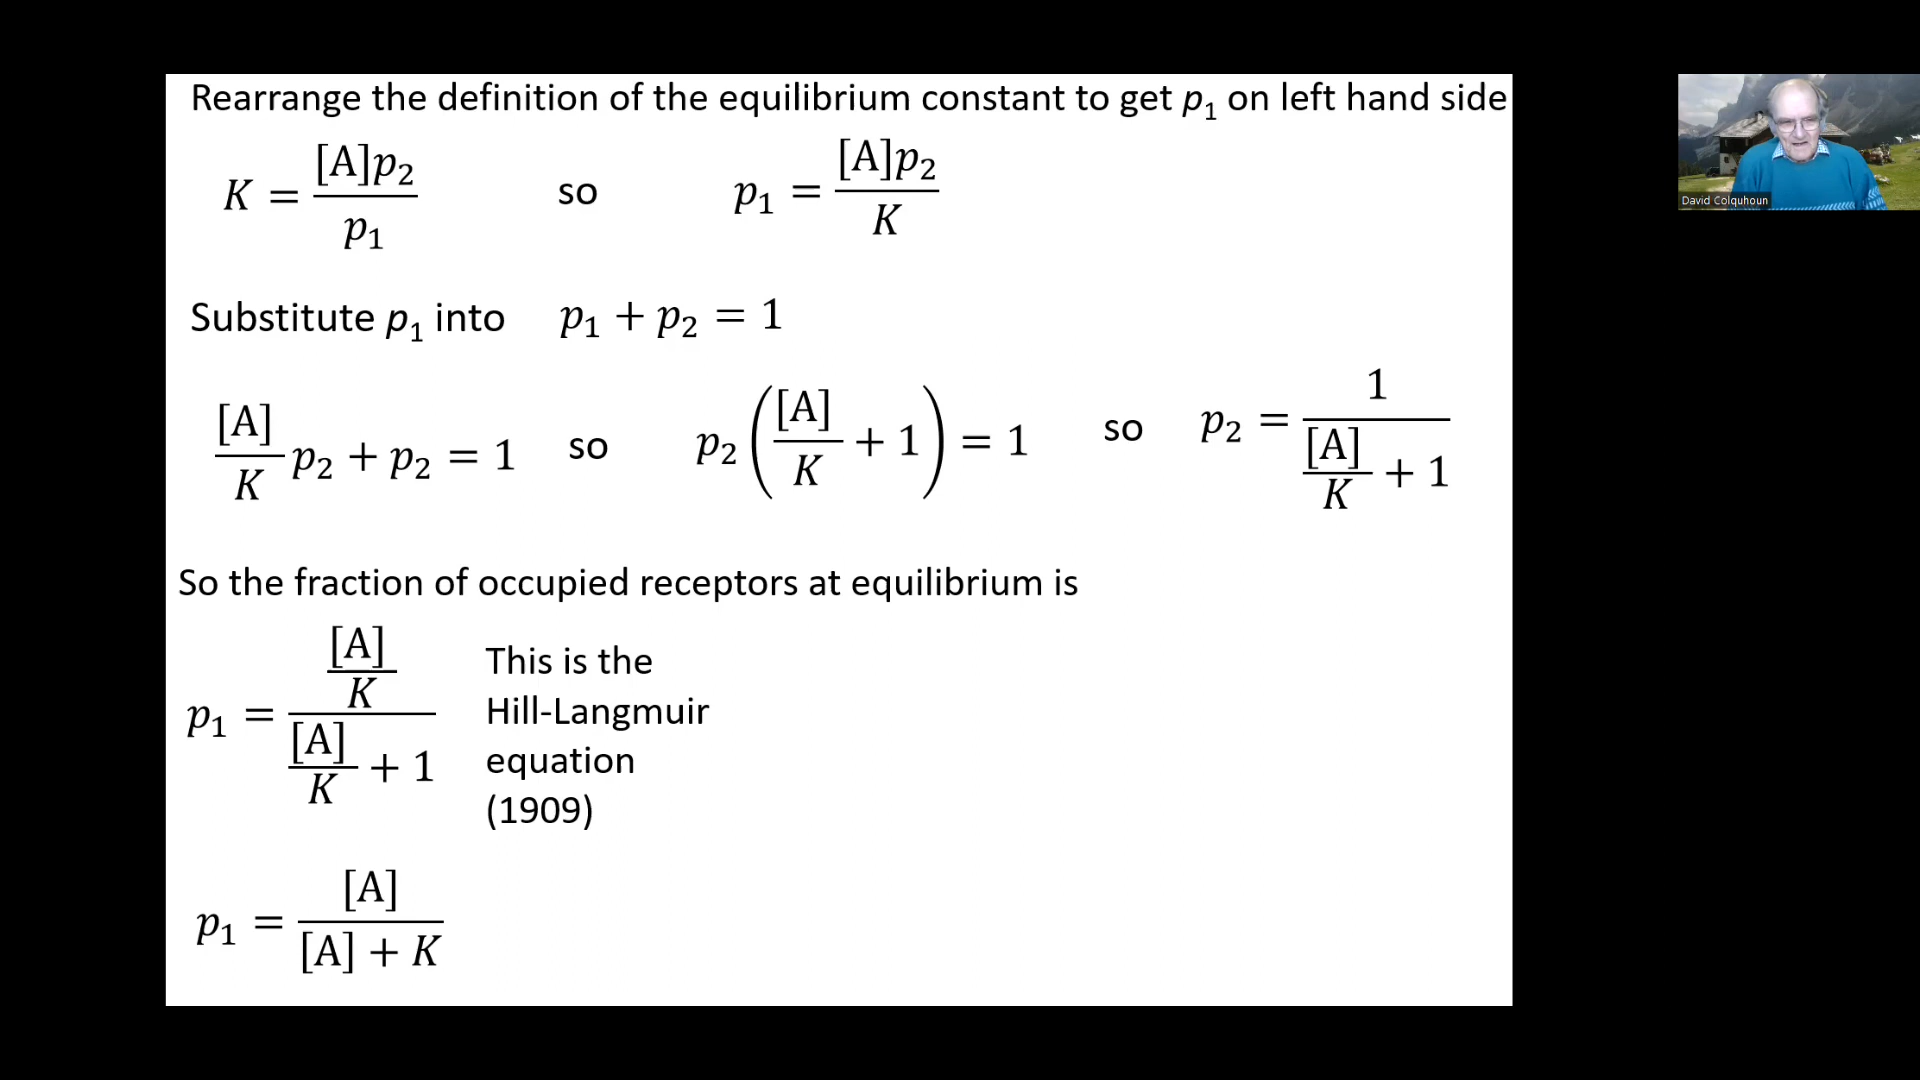 Rearrange the definition of the equilibrium constant to get p₁ on left hand side
K = [A]p₂ / p₁ so p₁ = [A]p₂ / K
Substitute p₁ into p₁ + p₂ = 1
[A]/K p₂ + p₂ = 1 so p₂ ([A]/K + 1) = 1 so p₂ = 1 / ([A]/K + 1)
So the fraction of occupied receptors at equilibrium is
p₁ = ([A]/K) / ([A]/K + 1)
This is the
Hill-Langmuir
equation
(1909)
p₁ = [A] / ([A] + K)
David Colquhoun